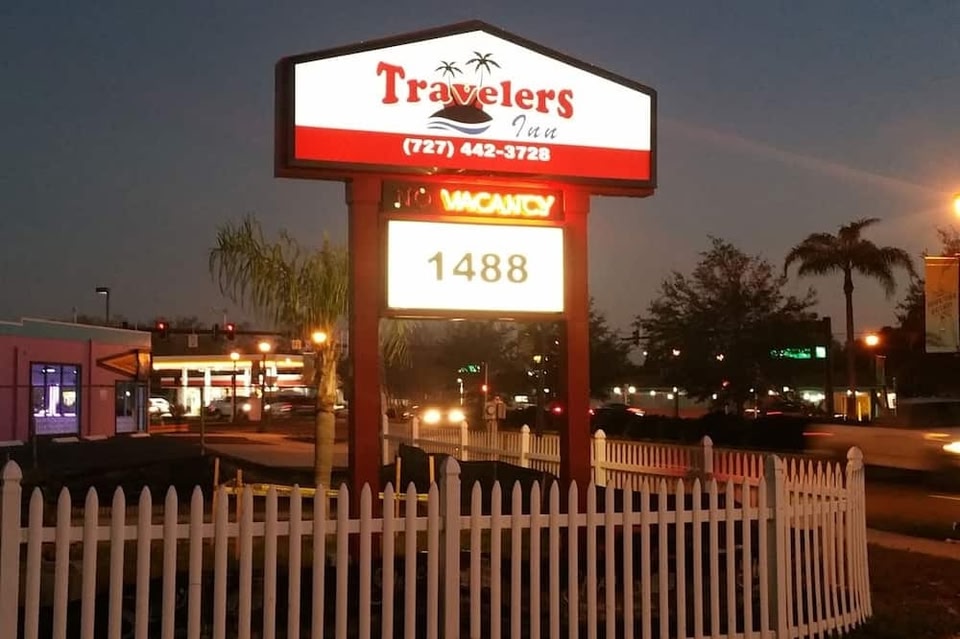 Travelers
Inn
(727) 442-3728
NO VACANCY
1488